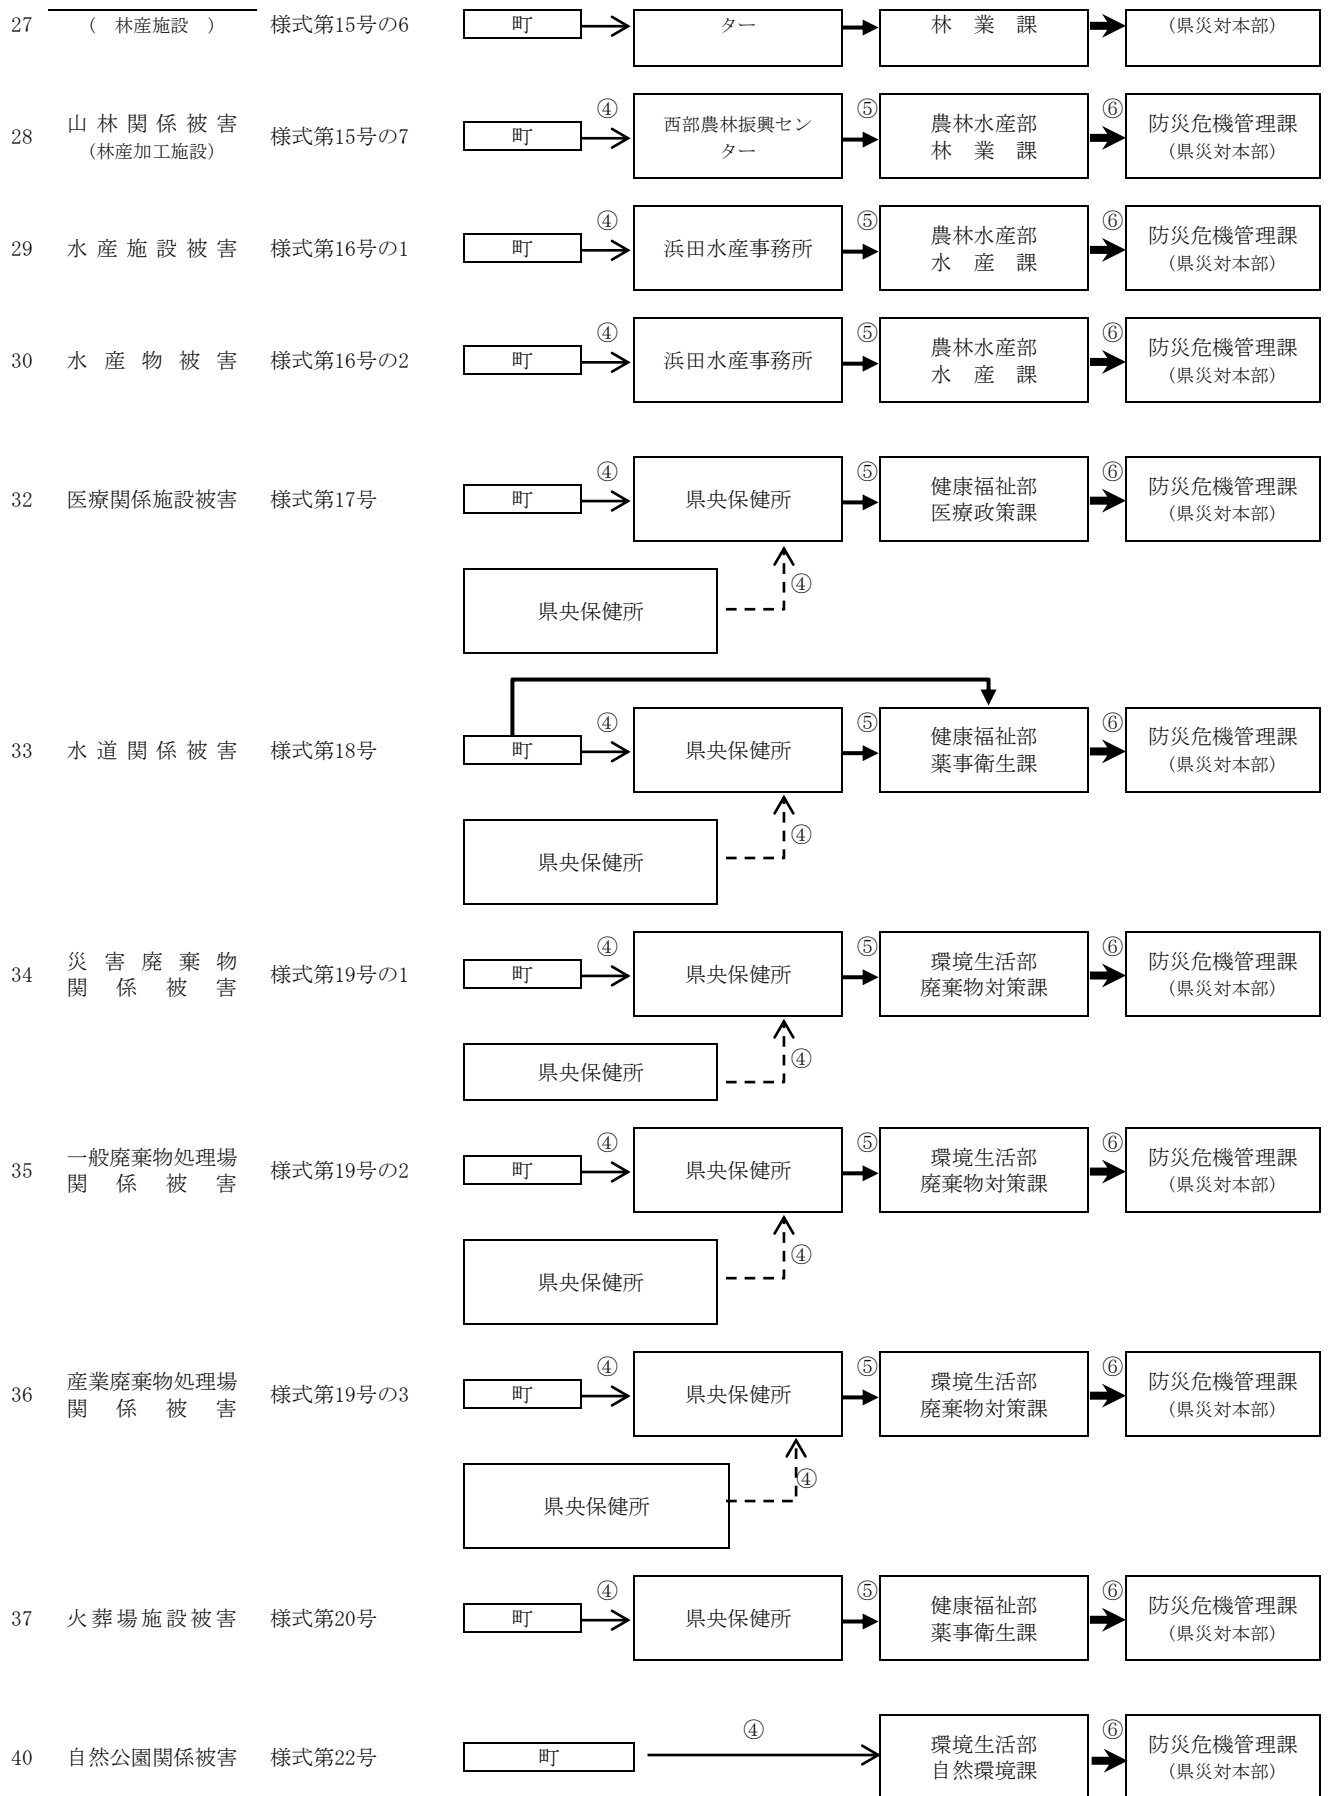 27 （ 林産施設 ） 様式第15号の6 町 ター 林業課 （県災対本部）
④ ⑤ ⑥
28 山林関係被害 （林産加工施設） 様式第15号の7 町 西部農林振興セン
ター
農林水産部
林業課
防災危機管理課
（県災対本部）
④ ⑤ ⑥
29 水産施設被害 様式第16号の1 町 浜田水産事務所
農林水産部
水産課
防災危機管理課
（県災対本部）
④ ⑤ ⑥
30 水産物被害 様式第16号の2 町 浜田水産事務所
農林水産部
水産課
防災危機管理課
（県災対本部）
④ ⑤ ⑥
32 医療関係施設被害 様式第17号 町 県央保健所
健康福祉部
医療政策課
防災危機管理課
（県災対本部）
④
県央保健所
④ ⑤ ⑥
33 水道関係被害 様式第18号 町 県央保健所
健康福祉部
薬事衛生課
防災危機管理課
（県災対本部）
④
県央保健所
④ ⑤ ⑥
34 災害廃棄物
関係被害
様式第19号の1 町 県央保健所
環境生活部
廃棄物対策課
防災危機管理課
（県災対本部）
④
県央保健所
④ ⑤ ⑥
35 一般廃棄物処理場
関係被害
様式第19号の2 町 県央保健所
環境生活部
廃棄物対策課
防災危機管理課
（県災対本部）
④
県央保健所
④ ⑤ ⑥
36 産業廃棄物処理場
関係被害
様式第19号の3 町 県央保健所
環境生活部
廃棄物対策課
防災危機管理課
（県災対本部）
④
県央保健所
④ ⑤ ⑥
37 火葬場施設被害 様式第20号 町 県央保健所
健康福祉部
薬事衛生課
防災危機管理課
（県災対本部）
④ ⑥
40 自然公園関係被害 様式第22号 町
環境生活部
自然環境課
防災危機管理課
（県災対本部）